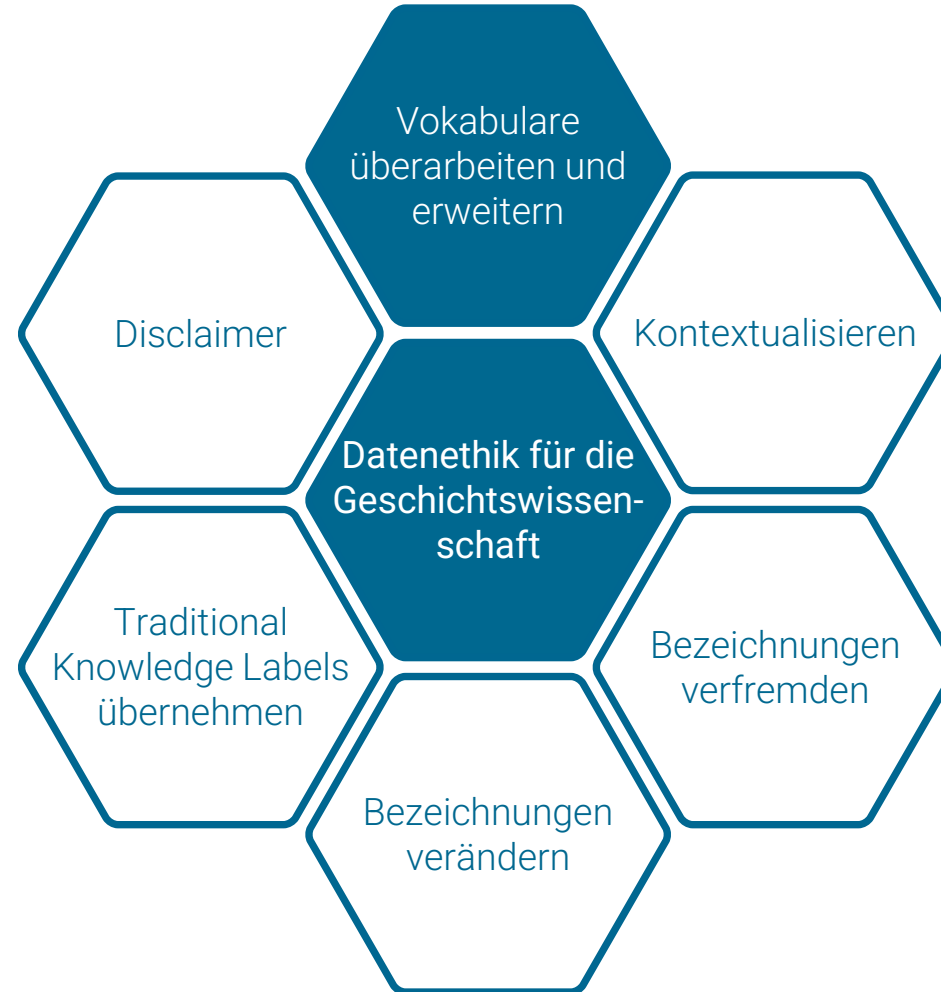 Vokabulare
überarbeiten und
erweitern
Disclaimer
Kontextualisieren
Datenethik für die
Geschichtswissen-
schaft
Traditional
Knowledge Labels
übernehmen
Bezeichnungen
verfremden
Bezeichnungen
verändern